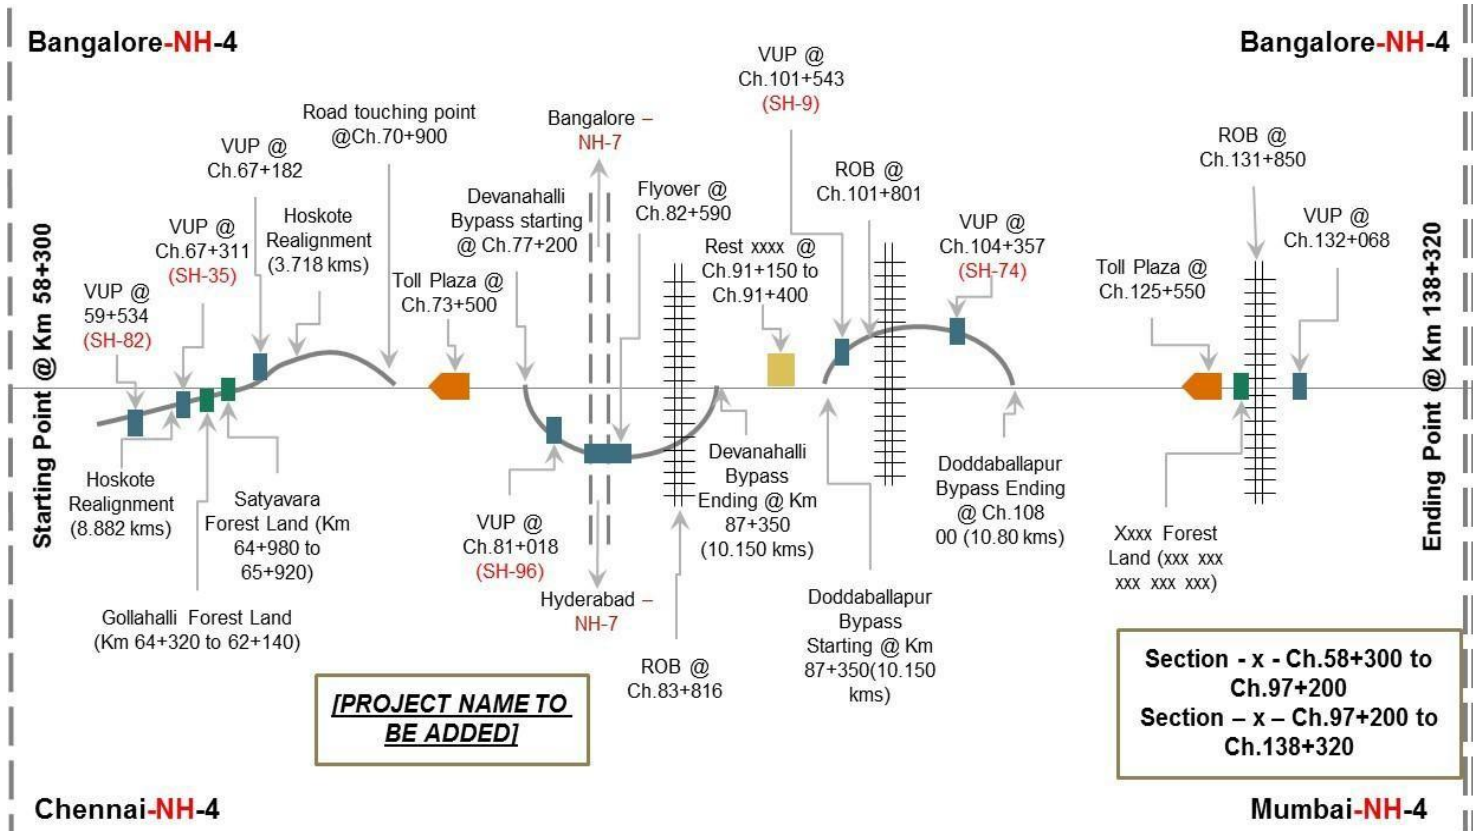 Bangalore-NH-4
Bangalore-NH-4
Starting Point @ Km 58+300
VUP @
59+534
(SH-82)
VUP @
Ch.67+311
(SH-35)
VUP @
Ch.67+182
Hoskote
Realignment
(3.718 kms)
Road touching point
@Ch.70+900
Toll Plaza @
Ch.73+500
Devanahalli
Bypass starting
@ Ch.77+200
Bangalore –
NH-7
Flyover @
Ch.82+590
Rest xxxx @
Ch.91+150 to
Ch.91+400
VUP @
Ch.101+543
(SH-9)
ROB @
Ch.101+801
VUP @
Ch.104+357
(SH-74)
Toll Plaza @
Ch.125+550
ROB @
Ch.131+850
VUP @
Ch.132+068
Ending Point @ Km 138+320
Hoskote
Realignment
(8.882 kms)
Satyavara
Forest Land (Km
64+980 to
65+920)
Gollahalli Forest Land
(Km 64+320 to 62+140)
VUP @
Ch.81+018
(SH-96)
Hyderabad –
NH-7
ROB @
Ch.83+816
Devanahalli
Bypass
Ending @ Km
87+350
(10.150 kms)
Doddaballapur
Bypass
Starting @ Km
87+350(10.150
kms)
Doddaballapur
Bypass Ending
@ Ch.108
00 (10.80 kms)
Xxxx Forest
Land (xxx xxx
xxx xxx xxx)
[PROJECT NAME TO
BE ADDED]
Section - x - Ch.58+300 to
Ch.97+200
Section – x – Ch.97+200 to
Ch.138+320
Chennai-NH-4
Mumbai-NH-4